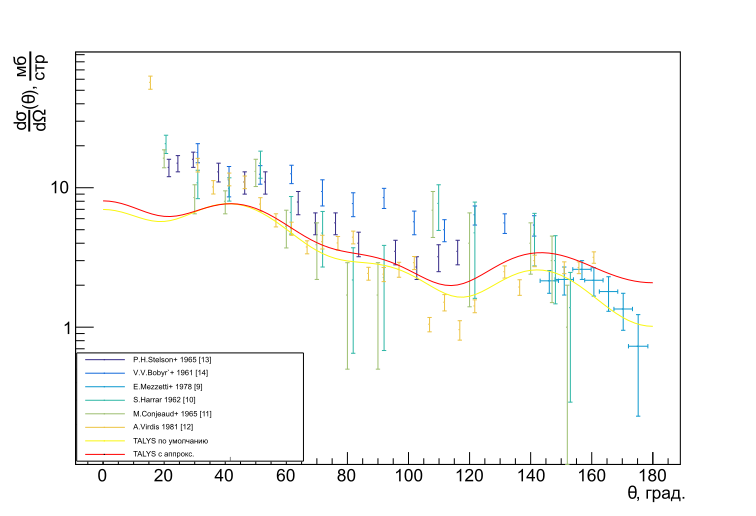 dσ/dΩ(θ), мб/стр
10
1
P.H.Stelson+ 1965 [13]
V.V.Bobyr´+ 1961 [14]
E.Mezzetti+ 1978 [9]
S.Harrar 1962 [10]
M.Conjeaud+ 1965 [11]
A.Virdis 1981 [12]
TALYS по умолчанию
TALYS с аппрокс.
0 20 40 60 80 100 120 140 160 180
θ, град.